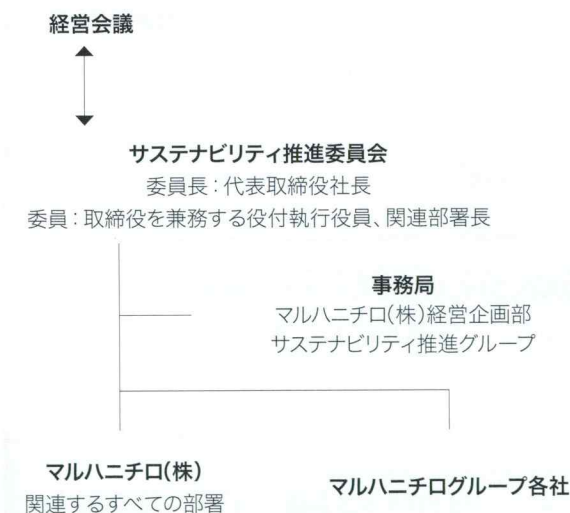 経営会議
サステナビリティ推進委員会
委員長：代表取締役社長
委員：取締役を兼務する役付執行役員、関連部署長
事務局
マルハニチロ(株)経営企画部
サステナビリティ推進グループ
マルハニチロ(株)
関連するすべての部署
マルハニチログループ各社